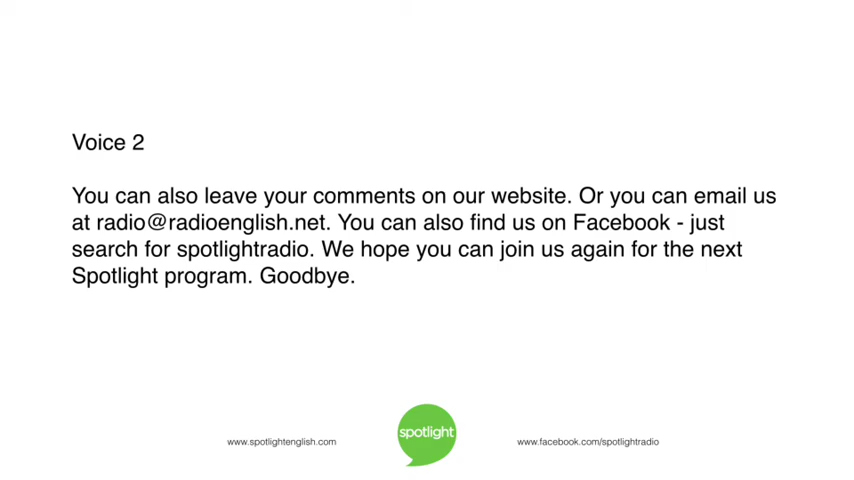 Voice 2
You can also leave your comments on our website. Or you can email us
at radio@radioenglish.net. You can also find us on Facebook - just
search for spotlightradio. We hope you can join us again for the next
Spotlight program. Goodbye.
www.spotlightenglish.com
spotlight
www.facebook.com/spotlightradio